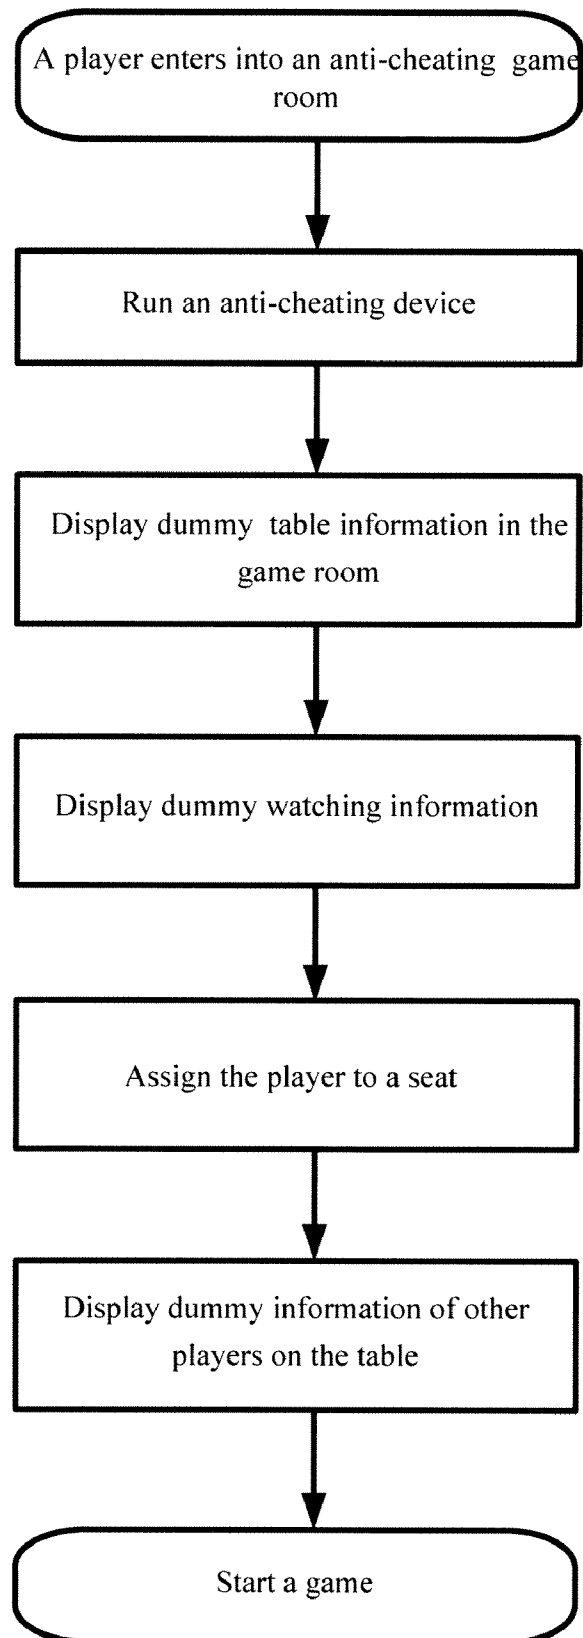 A player enters into an anti-cheating game
room
Run an anti-cheating device
Display dummy table information in the
game room
Display dummy watching information
Assign the player to a seat
Display dummy information of other
players on the table
Start a game